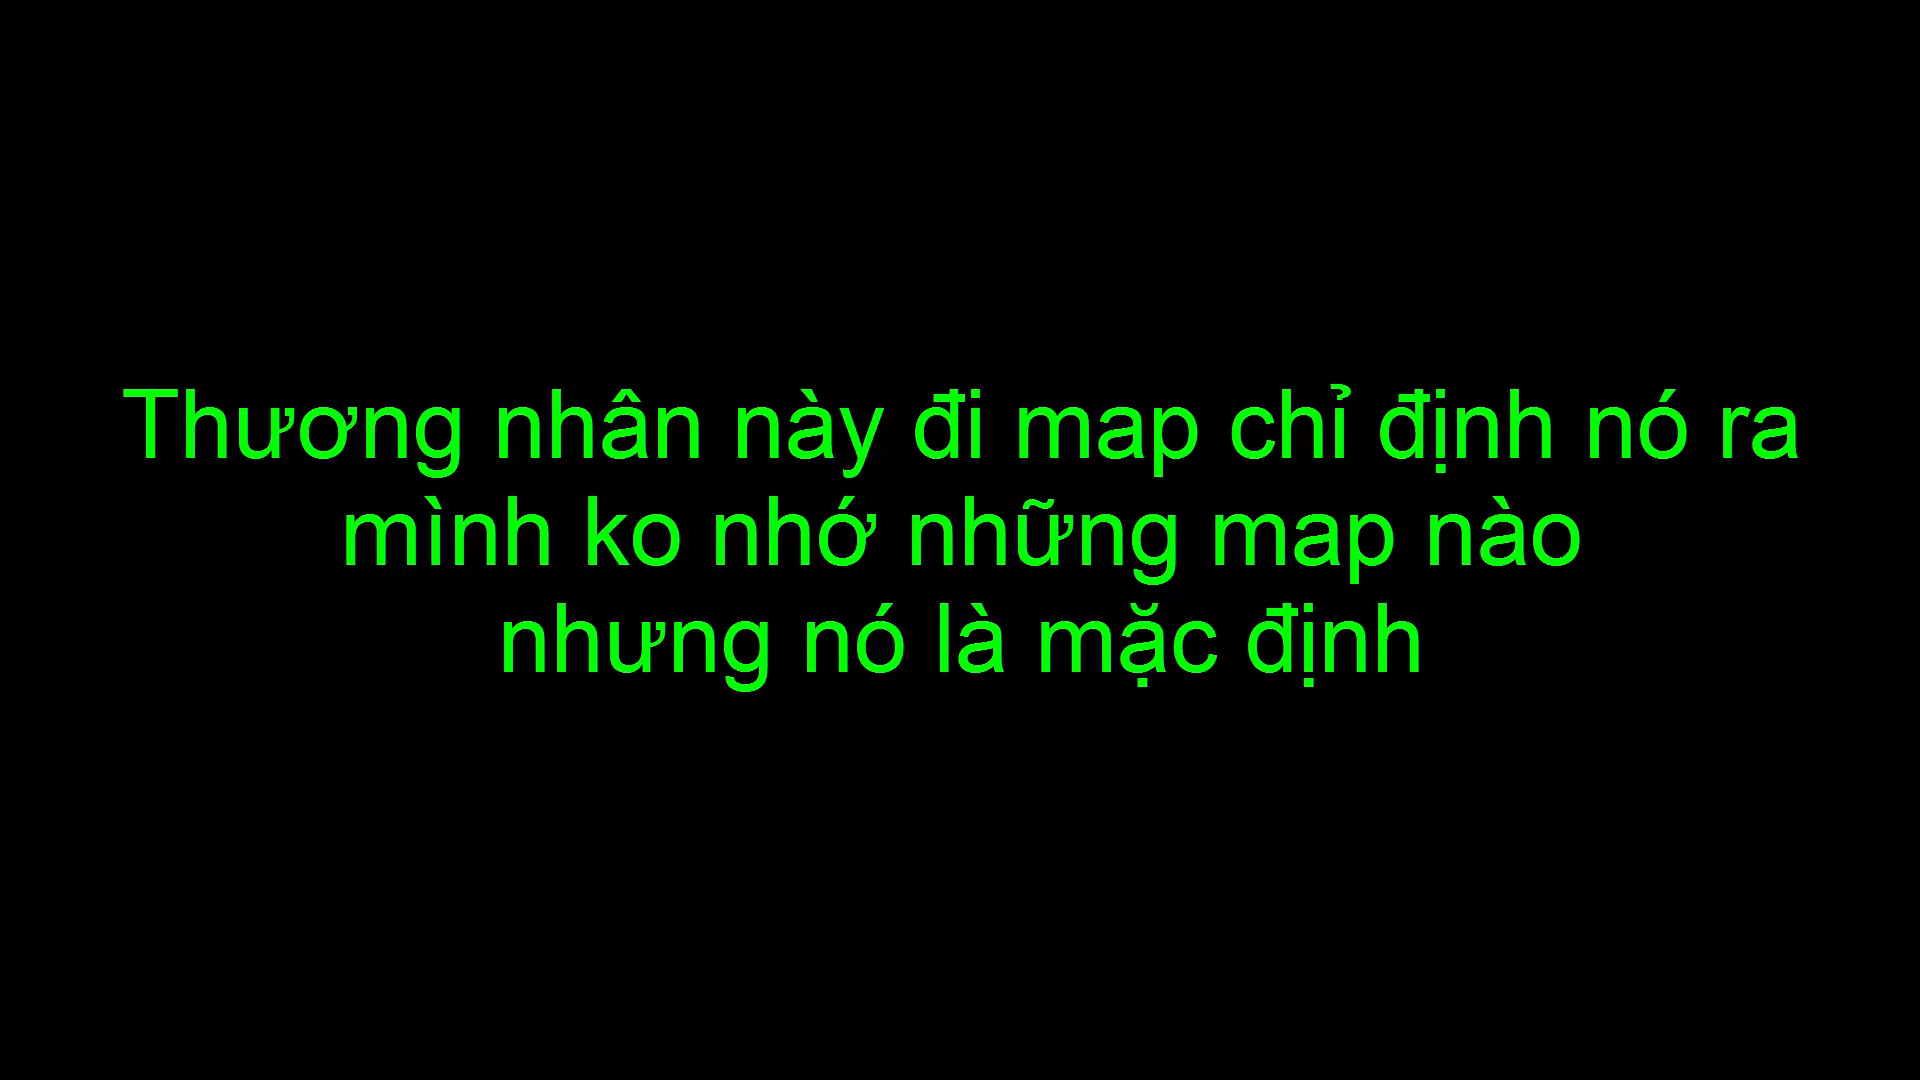 Thương nhân này đi map chỉ định nó ra
mình ko nhớ những map nào
nhưng nó là mặc định